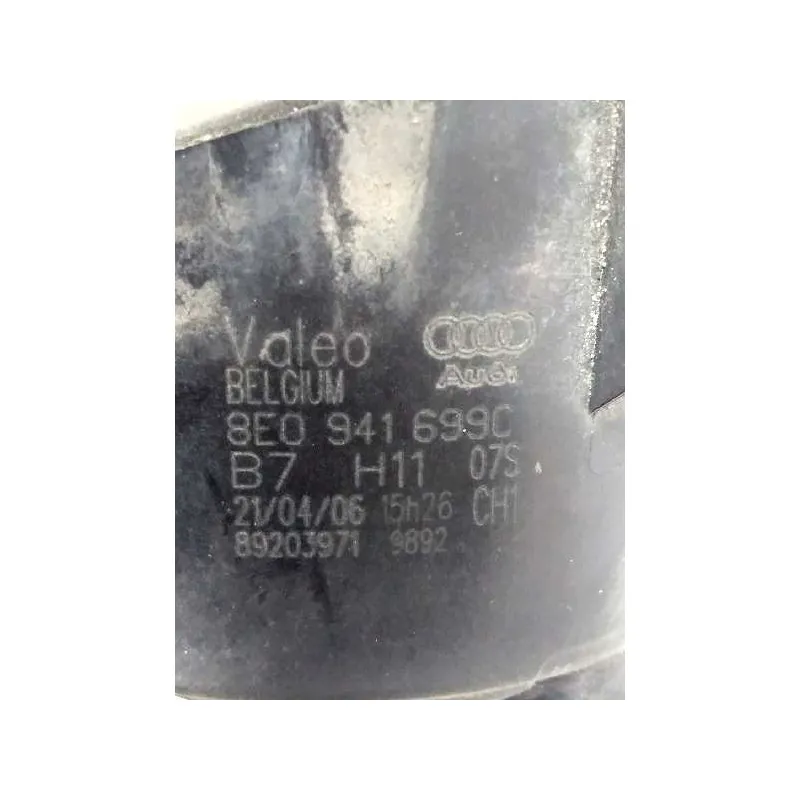 Valeo
Audi
BELGIUM
8E0 941 699C
B7 H11 07S
21/04/06 15h26 CH1
89203971 9892